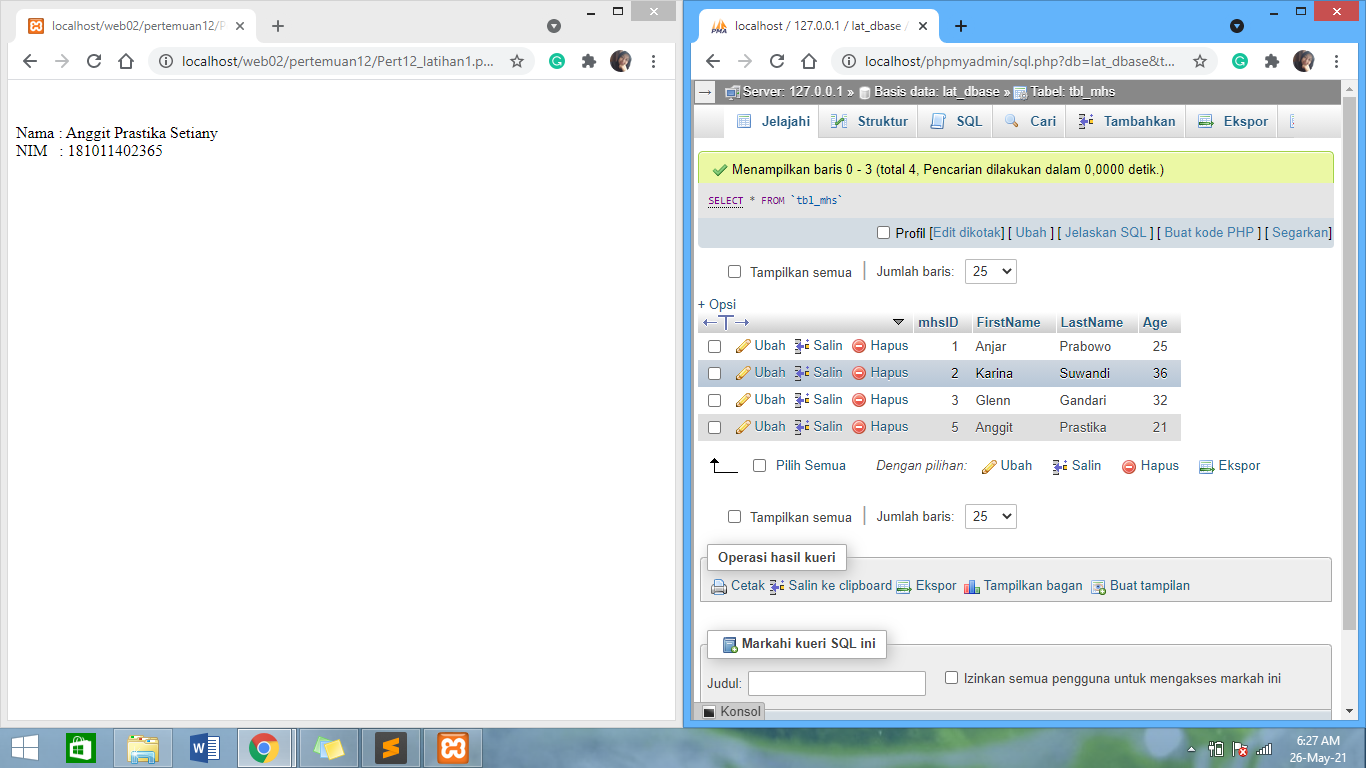 localhost/web02/pertemuan12/P
localhost/web02/pertemuan12/Pert12_latihan1.p...
Nama : Anggit Prastika Setiany
NIM : 181011402365
localhost / 127.0.0.1 / lat_dbase /
localhost/phpmyadmin/sql.php?db=lat_dbase&t...
Server: 127.0.0.1 » Basis data: lat_dbase » Tabel: tbl_mhs
Jelajahi Struktur SQL Cari Tambahkan Ekspor
Menampilkan baris 0 - 3 (total 4, Pencarian dilakukan dalam 0,0000 detik.)
SELECT * FROM `tbl_mhs`
Profil [Edit dikotak] [ Ubah ] [ Jelaskan SQL ] [ Buat kode PHP ] [ Segarkan]
Tampilkan semua Jumlah baris: 25
+ Opsi
mhsID FirstName LastName Age
Ubah Salin Hapus 1 Anjar Prabowo 25
Ubah Salin Hapus 2 Karina Suwandi 36
Ubah Salin Hapus 3 Glenn Gandari 32
Ubah Salin Hapus 5 Anggit Prastika 21
Pilih Semua Dengan pilihan: Ubah Salin Hapus Ekspor
Tampilkan semua Jumlah baris: 25
Operasi hasil kueri
Cetak Salin ke clipboard Ekspor Tampilkan bagan Buat tampilan
Markahi kueri SQL ini
Judul: Izinkan semua pengguna untuk mengakses markah ini
Konsol
6:27 AM
26-May-21